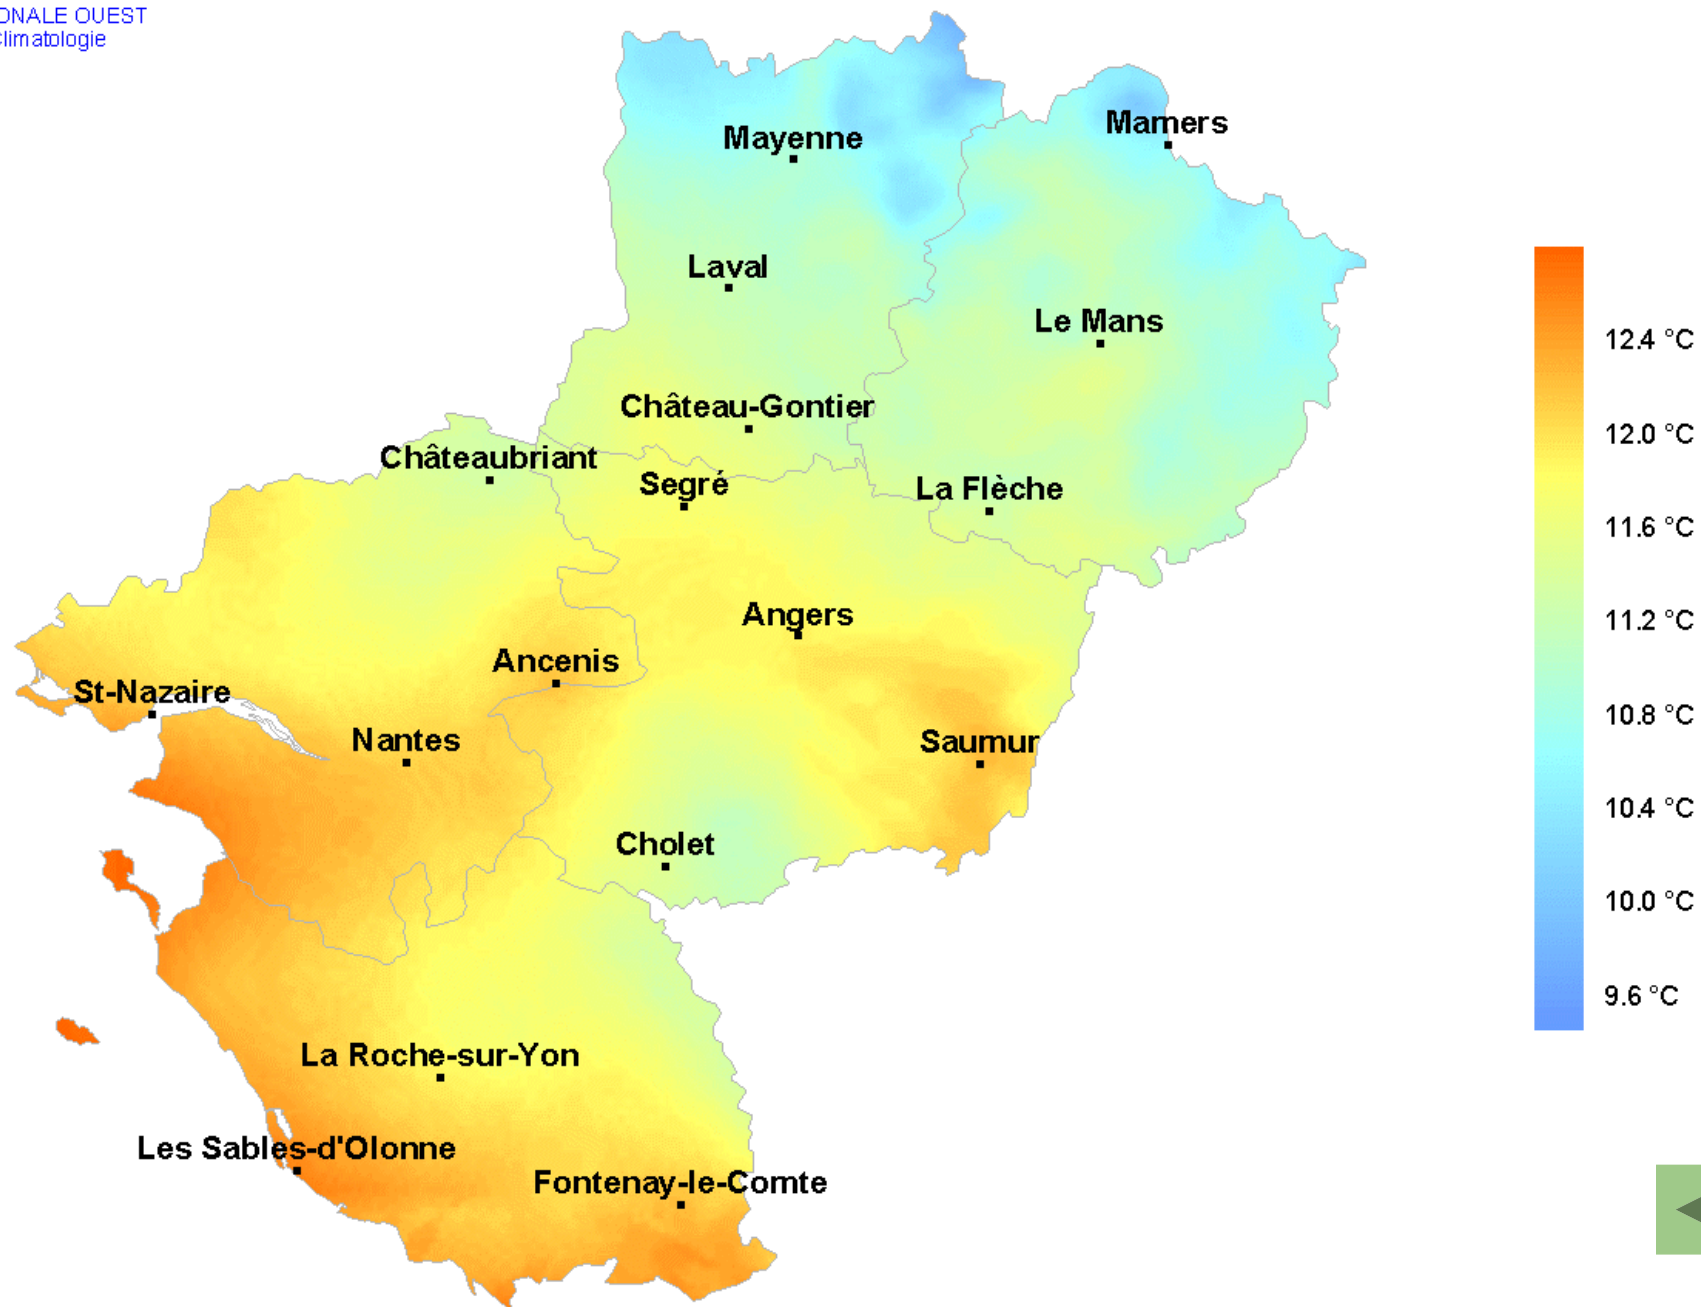 ONALE OUEST
Climatologie
Mamers
Mayenne
Laval
Le Mans
12.4 °C
Château-Gontier
12.0 °C
Châteaubriant
Segré
La Flèche
11.6 °C
Angers
11.2 °C
Ancenis
St-Nazaire
10.8 °C
Nantes
Saumur
10.4 °C
Cholet
10.0 °C
9.6 °C
La Roche-sur-Yon
Les Sables-d'Olonne
Fontenay-le-Comte